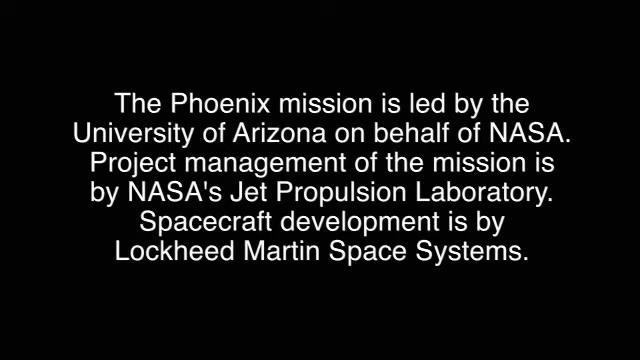 The Phoenix mission is led by the
University of Arizona on behalf of NASA.
Project management of the mission is
by NASA's Jet Propulsion Laboratory.
Spacecraft development is by
Lockheed Martin Space Systems.